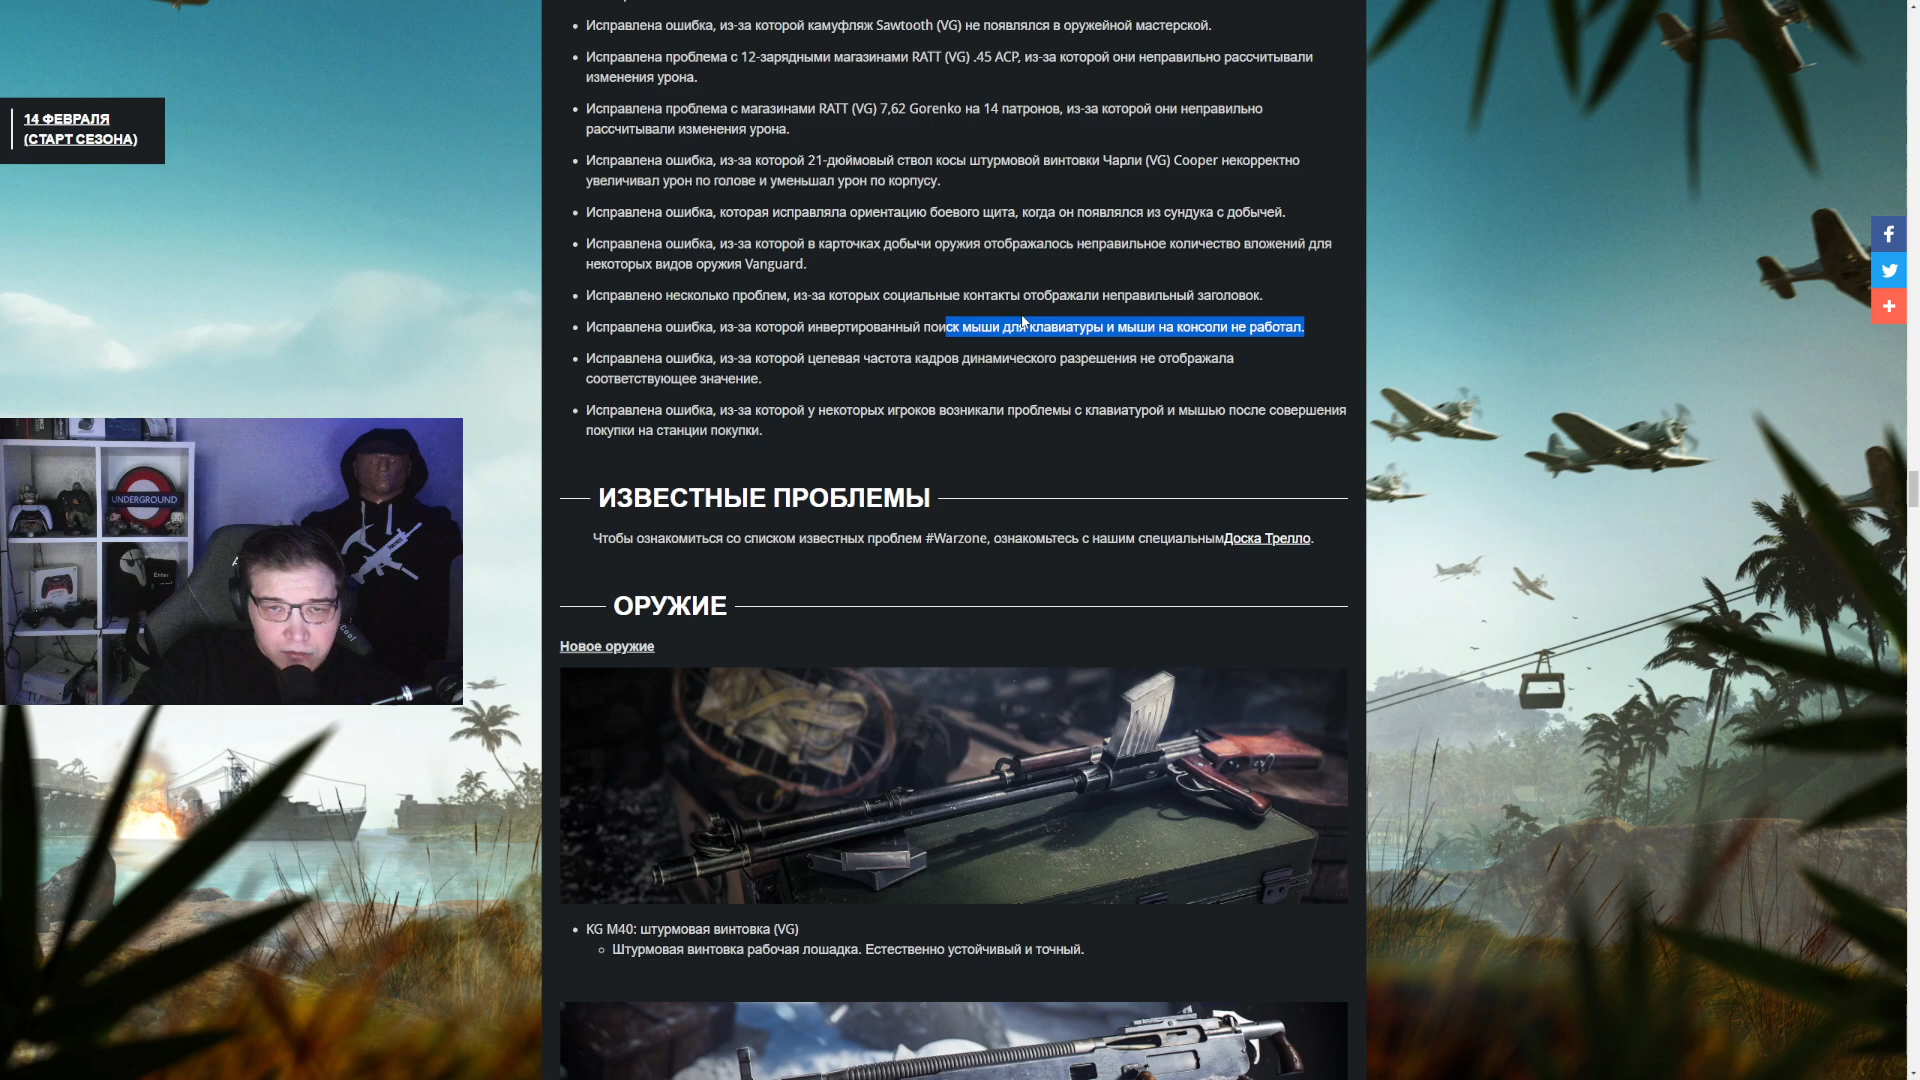 Исправлена ошибка, из-за которой камуфляж Sawtooth (VG) не появлялся в оружейной мастерской.
Исправлена проблема с 12-зарядными магазинами RATT (VG) .45 ACP, из-за которой они неправильно рассчитывали
изменения урона.
Исправлена проблема с магазинами RATT (VG) 7,62 Gorenko на 14 патронов, из-за которой они неправильно
рассчитывали изменения урона.
14 ФЕВРАЛЯ
(СТАРТ СЕЗОНА)
Исправлена ошибка, из-за которой 21-дюймовый ствол косы штурмовой винтовки Чарли (VG) Cooper некорректно
увеличивал урон по голове и уменьшал урон по корпусу.
Исправлена ошибка, которая исправляла ориентацию боевого щита, когда он появлялся из сундука с добычей.
Исправлена ошибка, из-за которой в карточках добычи оружия отображалось неправильное количество вложений для
некоторых видов оружия Vanguard.
Исправлено несколько проблем, из-за которых социальные контакты отображали неправильный заголовок.
Исправлена ошибка, из-за которой инвертированный поиск мыши для клавиатуры и мыши на консоли не работал.
Исправлена ошибка, из-за которой целевая частота кадров динамического разрешения не отображала
соответствующее значение.
Исправлена ошибка, из-за которой у некоторых игроков возникали проблемы с клавиатурой и мышью после совершения
покупки на станции покупки.
ИЗВЕСТНЫЕ ПРОБЛЕМЫ
Чтобы ознакомиться со списком известных проблем #Warzone, ознакомьтесь с нашим специальнымДоска Трелло.
UNDERGROUND
Enter
Cool
ОРУЖИЕ
Новое оружие
KG M40: штурмовая винтовка (VG)
Штурмовая винтовка рабочая лошадка. Естественно устойчивый и точный.